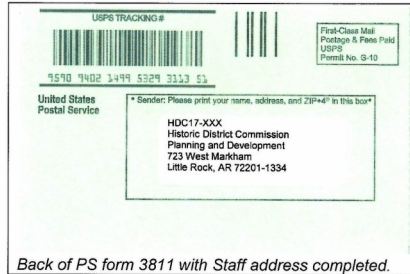 USPS TRACKING #
First-Class Mail
Postage & Fees Paid
USPS
Permit No. G-10
9590 9402 1499 5329 3113 51
United States
Postal Service
* Sender: Please print your name, address, and ZIP+4® in this box*
HDC17-XXX
Historic District Commission
Planning and Development
723 West Markham
Little Rock, AR 72201-1334
Back of PS form 3811 with Staff address completed.